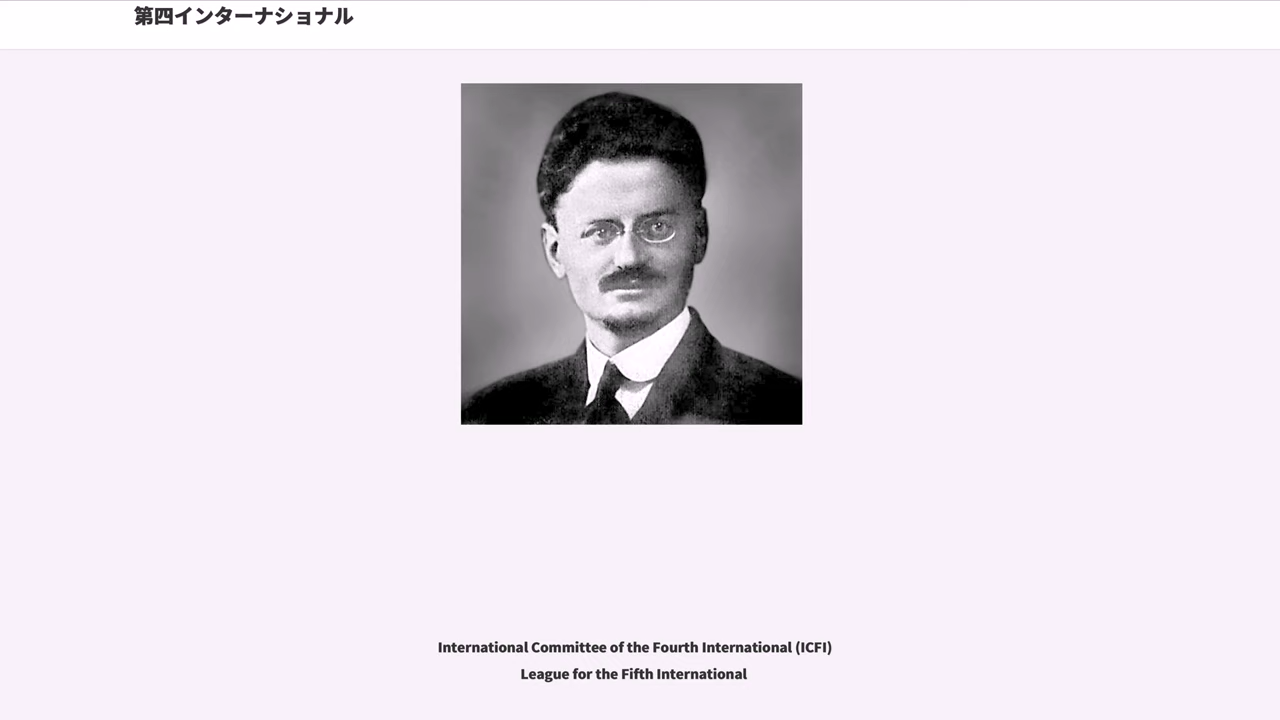 第四インターナショナル
International Committee of the Fourth International (ICFI)
League for the Fifth International